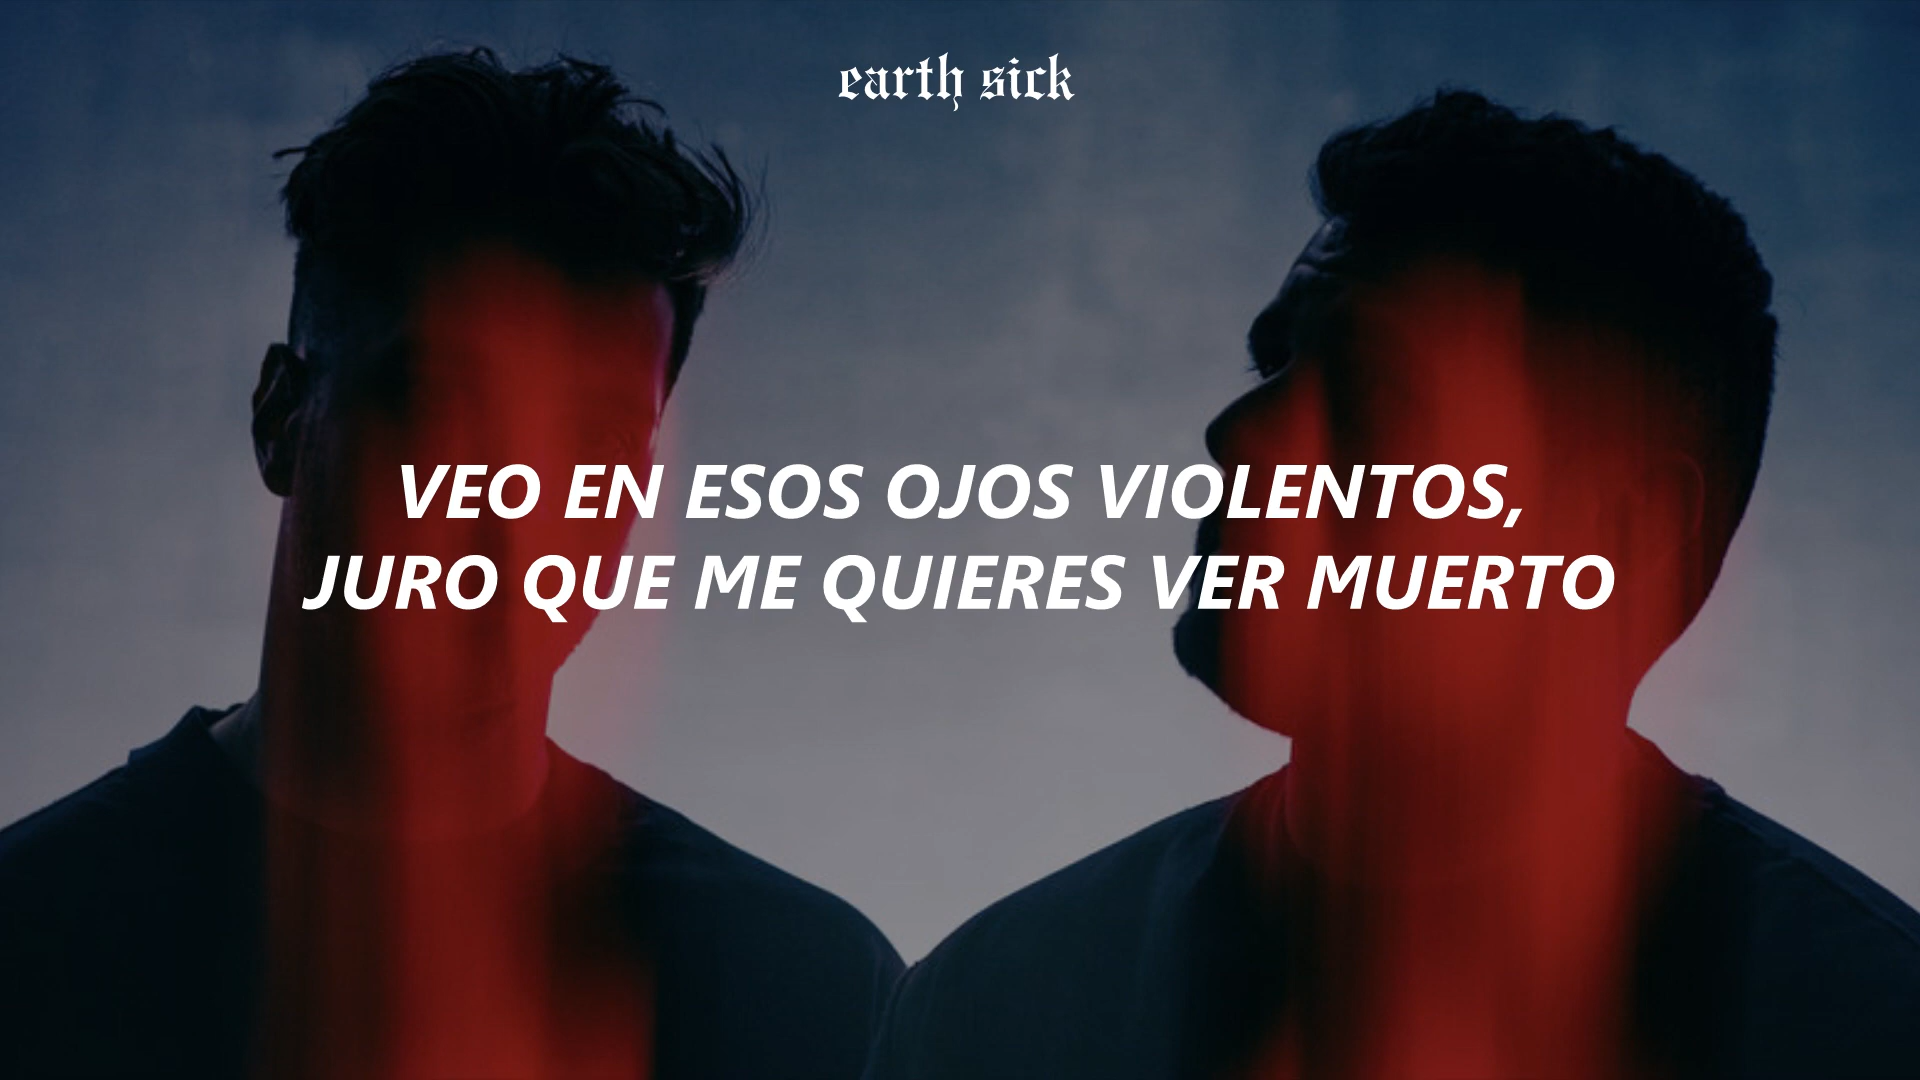 earth sick
VEO EN ESOS OJOS VIOLENTOS,
JURO QUE ME QUIERES VER MUERTO